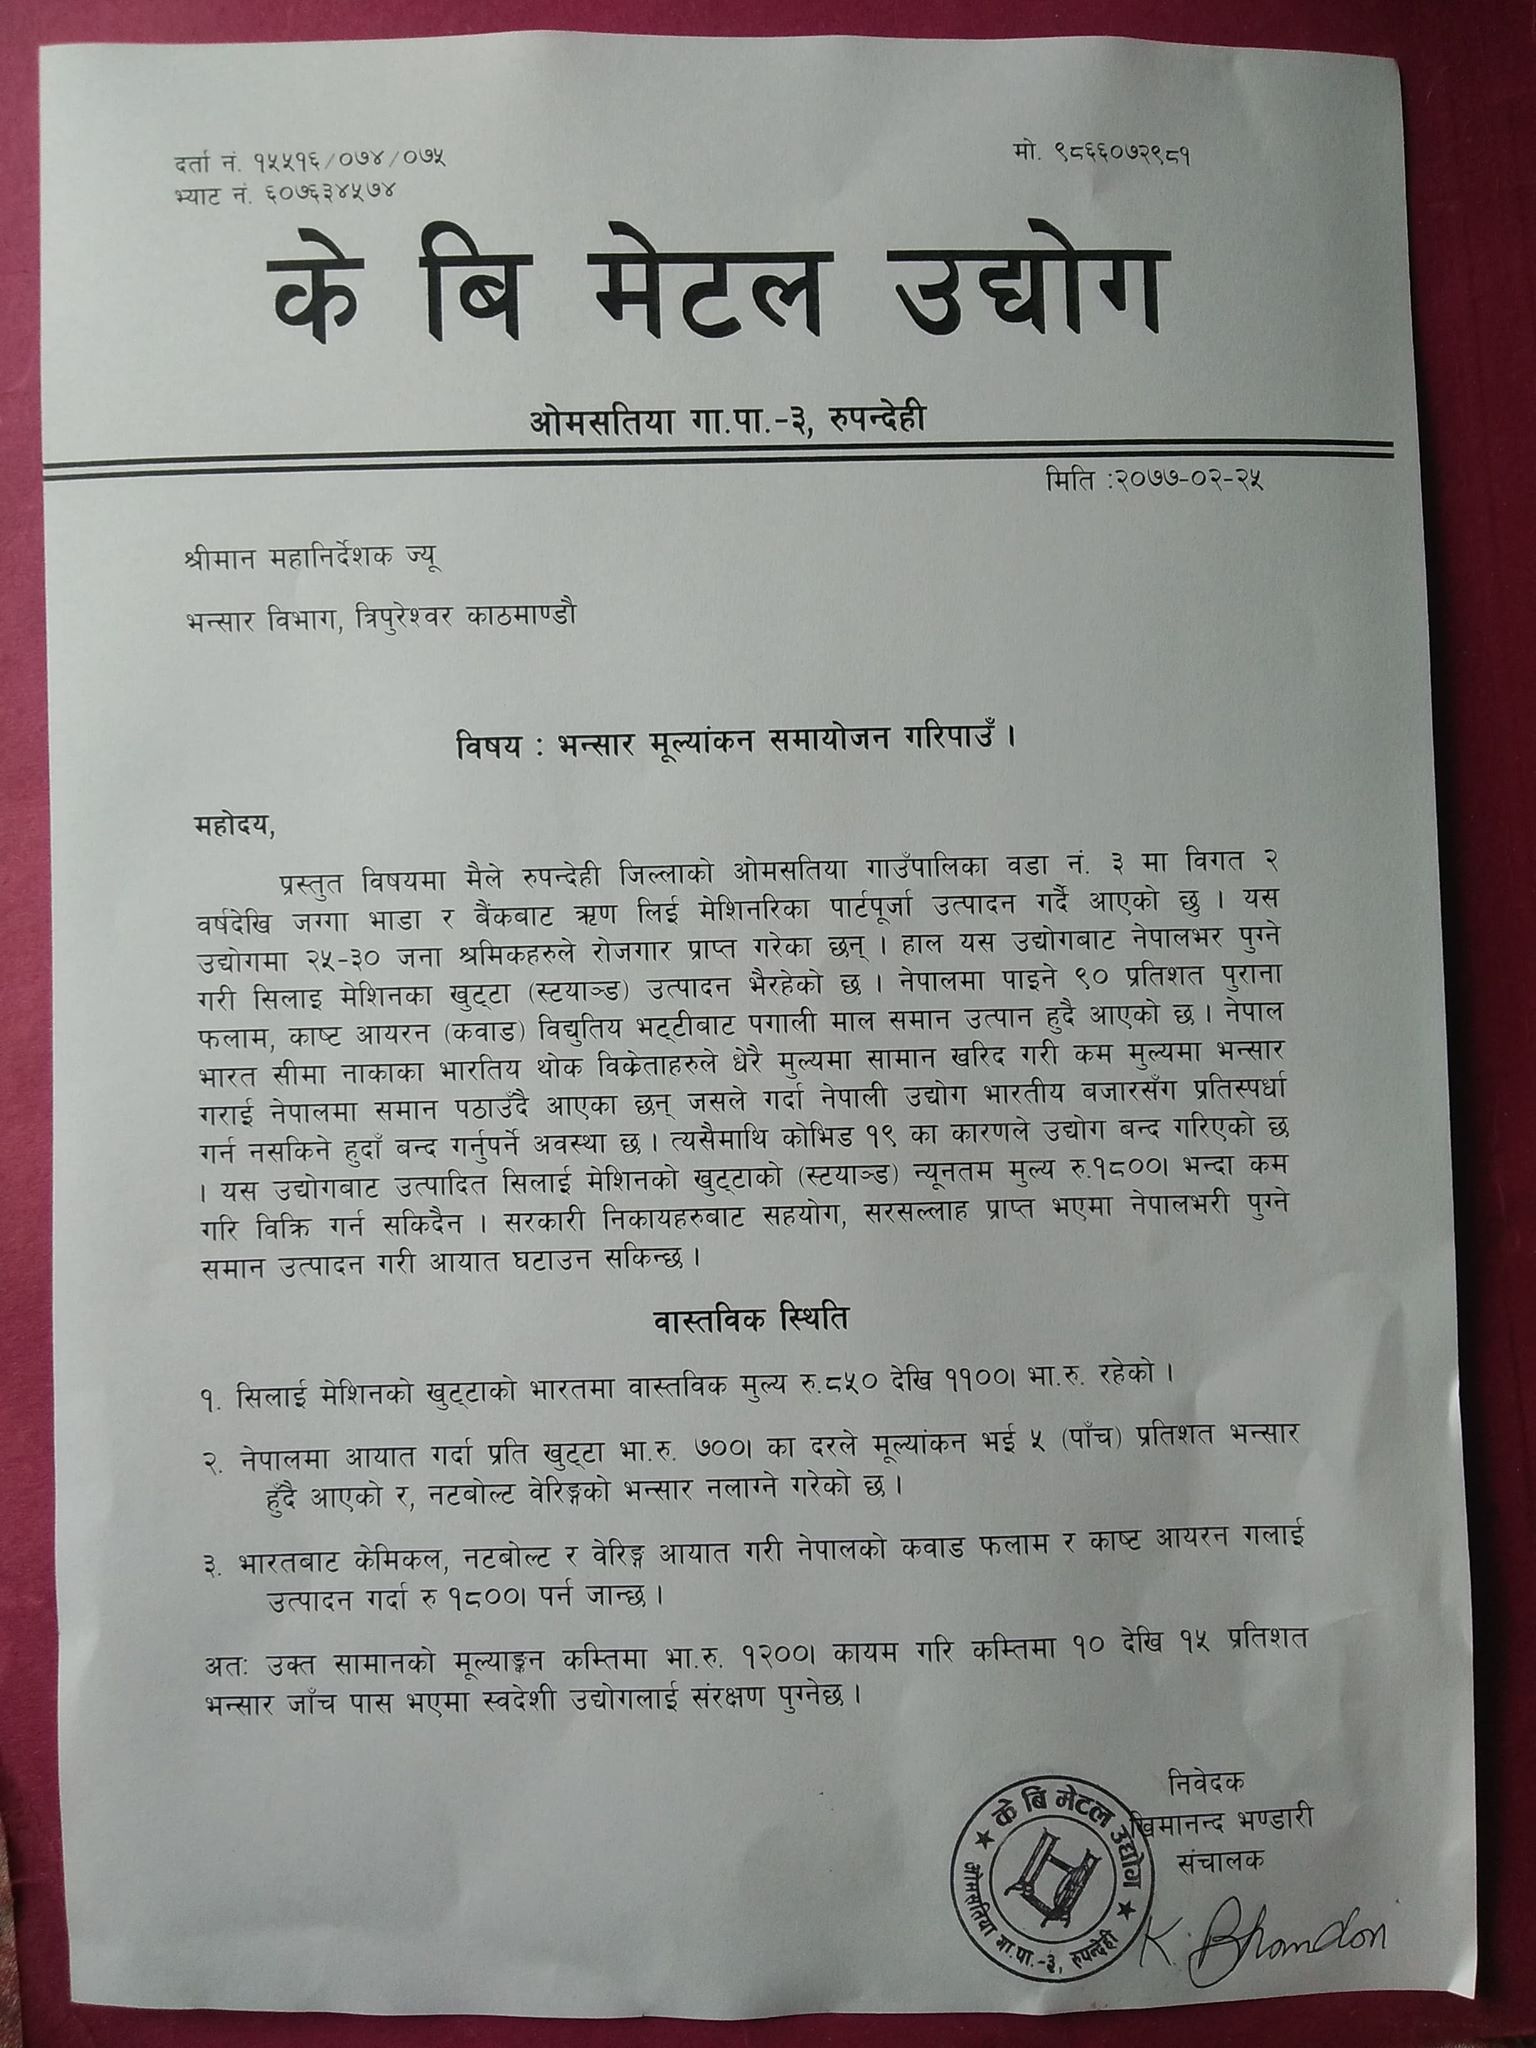 दर्ता नं. १५५१६/०७४/०७५
मो. ९८६६०७२९८१
भ्याट नं. ६०७६३४५७४
के बि मेटल उद्योग
ओमसतिया गा.पा.-३, रुपन्देही
मिति :२०७७-०२-२५
श्रीमान महानिर्देशक ज्यू
भन्सार विभाग, त्रिपुरेश्वर काठमाण्डौ
विषय : भन्सार मूल्यांकन समायोजन गरिपाउँ ।
महोदय,
प्रस्तुत विषयमा मैले रुपन्देही जिल्लाको ओमसतिया गाउँपालिका वडा नं. ३ मा विगत २
वर्षदेखि जग्गा भाडा र बैंकबाट ऋण लिई मेशिनरिका पार्टपूर्जा उत्पादन गर्दै आएको छु । यस
उद्योगमा २५-३० जना श्रमिकहरुले रोजगार प्राप्त गरेका छन् । हाल यस उद्योगबाट नेपालभर पुग्ने
गरी सिलाइ मेशिनका खुट्टा (स्टयाञ्ड) उत्पादन भैरहेको छ । नेपालमा पाइने ९० प्रतिशत पुराना
फलाम, काष्ट आयरन (कवाड) विद्युतिय भट्टीबाट पगाली माल समान उत्पान हुदै आएको छ । नेपाल
भारत सीमा नाकाका भारतिय थोक विक्रेताहरुले धेरै मुल्यमा सामान खरिद गरी कम मुल्यमा भन्सार
गराई नेपालमा समान पठाउँदै आएका छन् जसले गर्दा नेपाली उद्योग भारतीय बजारसँग प्रतिस्पर्धा
गर्न नसकिने हुदाँ बन्द गर्नुपर्ने अवस्था छ । त्यसैमाथि कोभिड १९ का कारणले उद्योग बन्द गरिएको छ
। यस उद्योगबाट उत्पादित सिलाई मेशिनको खुट्टाको (स्टयाञ्ड) न्यूनतम मुल्य रु.१८००। भन्दा कम
गरि विक्रि गर्न सकिदैन । सरकारी निकायहरुबाट सहयोग, सरसल्लाह प्राप्त भएमा नेपालभरी पुग्ने
समान उत्पादन गरी आयात घटाउन सकिन्छ ।
वास्तविक स्थिति
१. सिलाई मेशिनको खुट्टाको भारतमा वास्तविक मुल्य रु.८५० देखि ११००। भा.रु. रहेको ।
२. नेपालमा आयात गर्दा प्रति खुट्टा भा.रु. ७००। का दरले मूल्यांकन भई ५ (पाँच) प्रतिशत भन्सार
हुँदै आएको र, नटबोल्ट वेरिङ्गको भन्सार नलाग्ने गरेको छ ।
३. भारतबाट केमिकल, नटबोल्ट र वेरिङ्ग आयात गरी नेपालको कवाड फलाम र काष्ट आयरन गलाई
उत्पादन गर्दा रु १८००। पर्न जान्छ ।
अतः उक्त सामानको मूल्याङ्कन कम्तिमा भा.रु. १२००। कायम गरि कम्तिमा १० देखि १५ प्रतिशत
भन्सार जाँच पास भएमा स्वदेशी उद्योगलाई संरक्षण पुग्नेछ ।
निवेदक
खिमानन्द भण्डारी
संचालक
के बि मेटल उद्योग
ओमसतिया गा.पा.-३, रुपन्देही
K. Bhandari